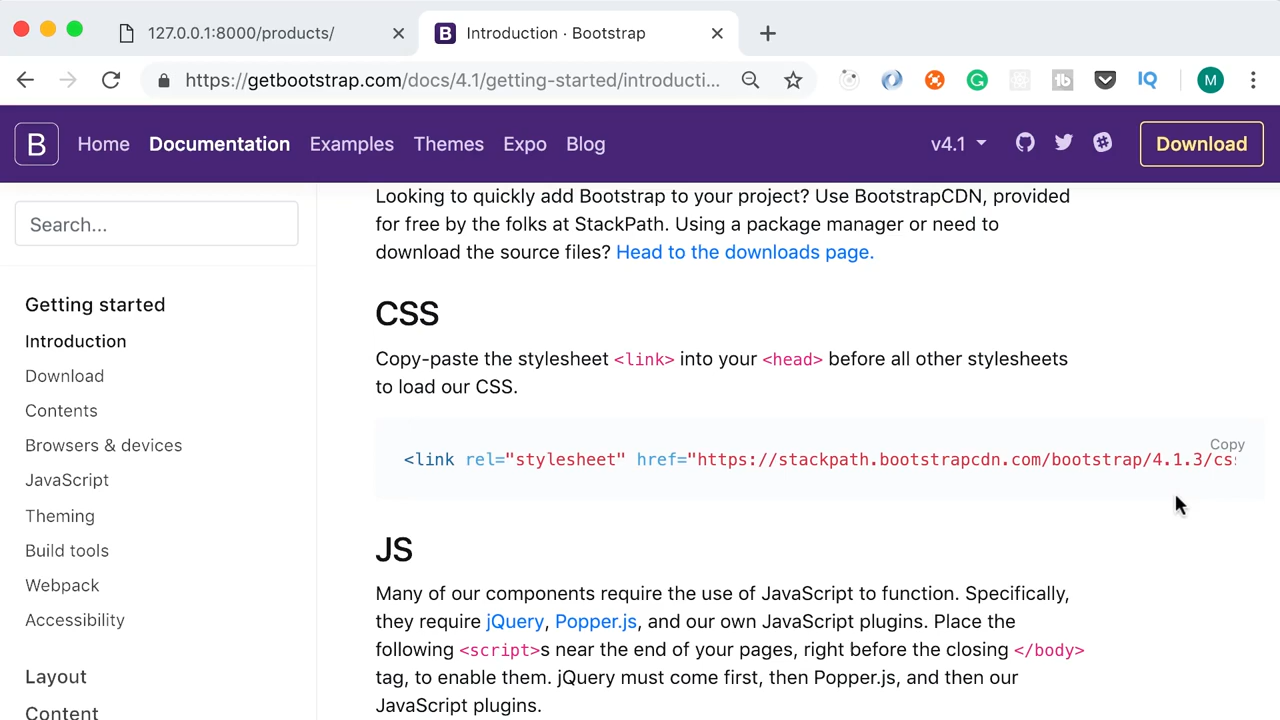 127.0.0.1:8000/products/
B Introduction · Bootstrap
https://getbootstrap.com/docs/4.1/getting-started/introducti...
IQ
M
B Home Documentation Examples Themes Expo Blog v4.1 Download
Search...
Getting started
Introduction
Download
Contents
Browsers & devices
JavaScript
Theming
Build tools
Webpack
Accessibility
Layout
Content
Looking to quickly add Bootstrap to your project? Use BootstrapCDN, provided
for free by the folks at StackPath. Using a package manager or need to
download the source files? Head to the downloads page.
CSS
Copy-paste the stylesheet <link> into your <head> before all other stylesheets
to load our CSS.
Copy
<link rel="stylesheet" href="https://stackpath.bootstrapcdn.com/bootstrap/4.1.3/cs
JS
Many of our components require the use of JavaScript to function. Specifically,
they require jQuery, Popper.js, and our own JavaScript plugins. Place the
following <script>s near the end of your pages, right before the closing </body>
tag, to enable them. jQuery must come first, then Popper.js, and then our
JavaScript plugins.